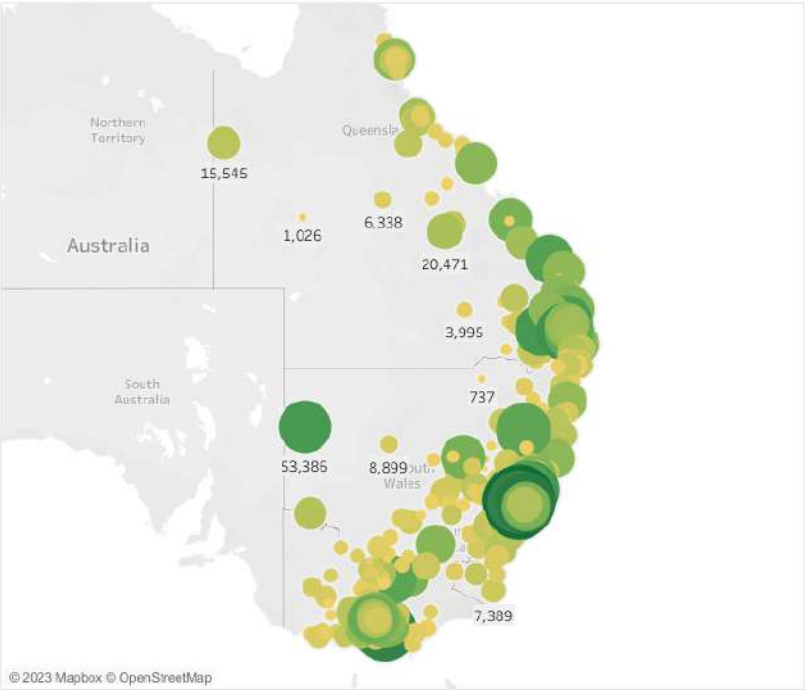 Northern
Territory
Queensla
15,545
6,338
1,026
Australia
20,471
3,995
South
Australia
737
53,386
8,899
outh
Wales
7,389
© 2023 Mapbox © OpenStreetMap